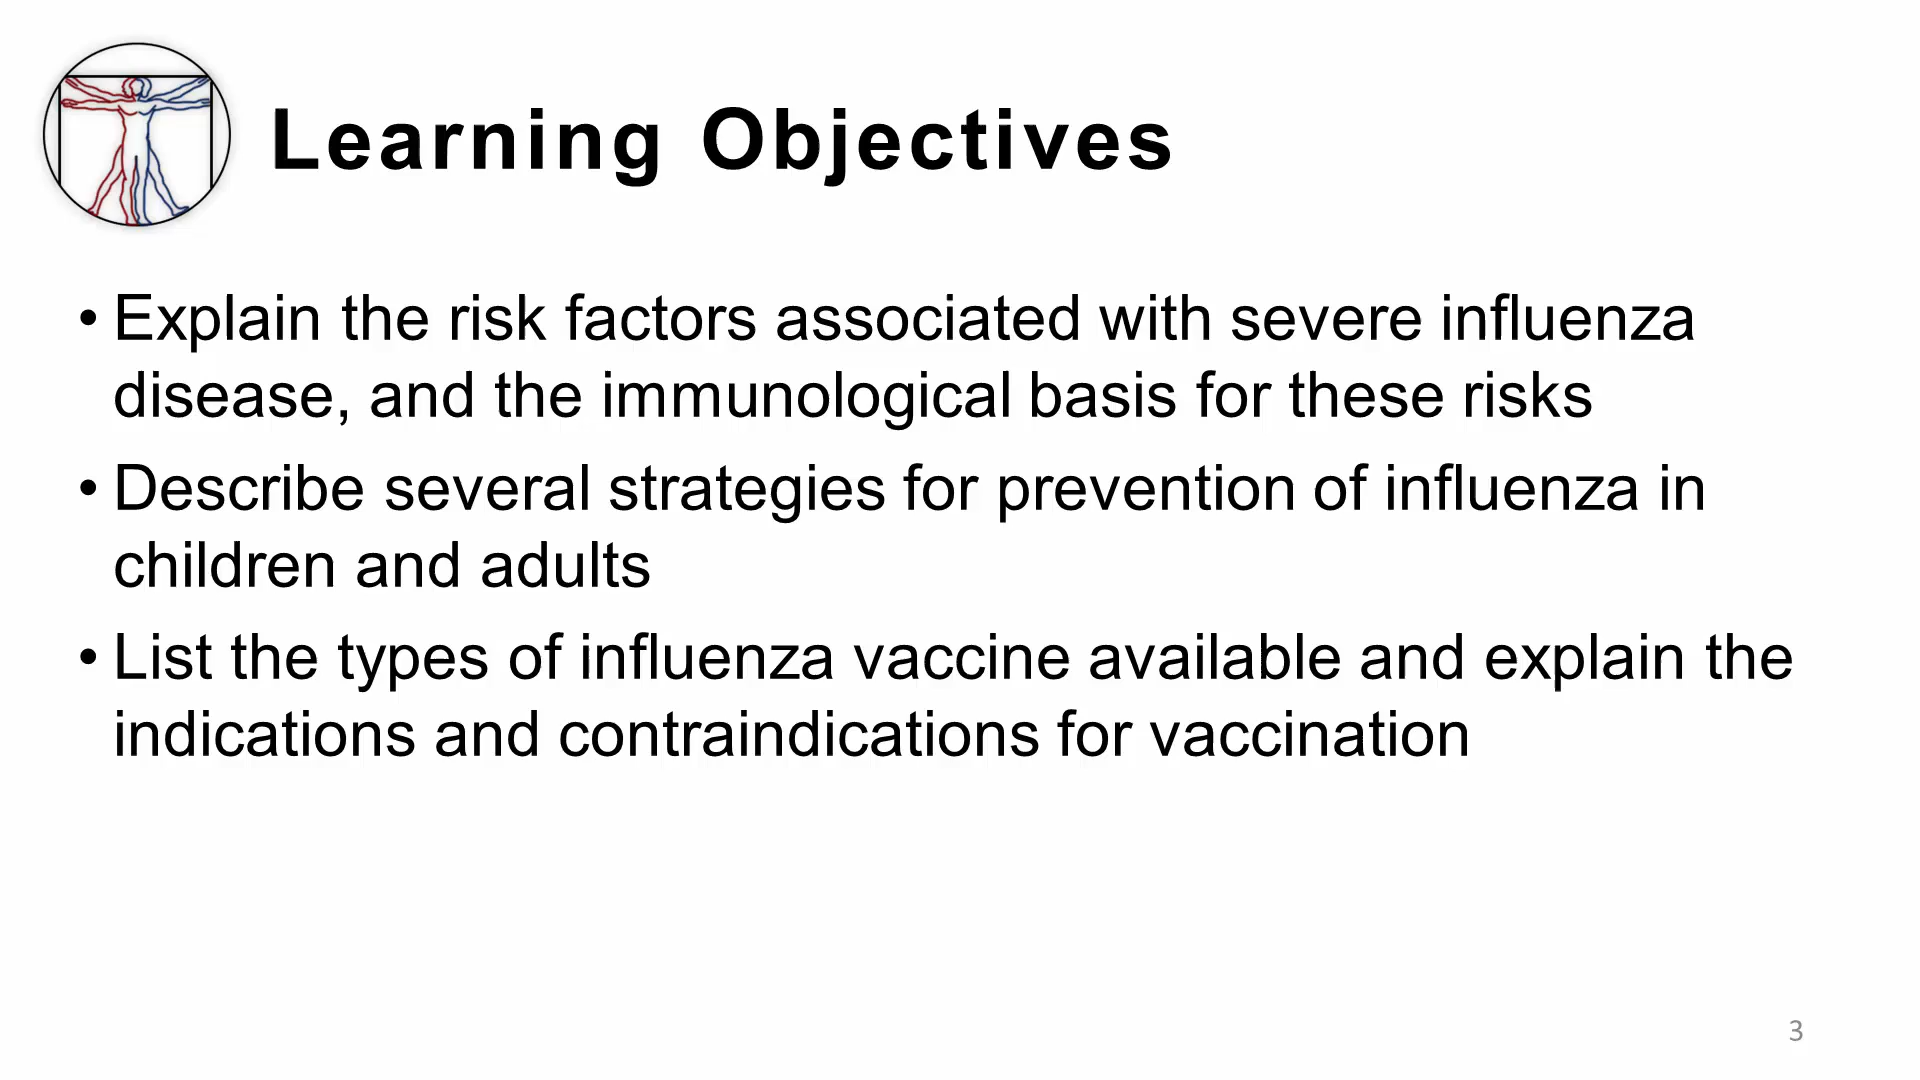 Learning Objectives
• Explain the risk factors associated with severe influenza
disease, and the immunological basis for these risks
• Describe several strategies for prevention of influenza in
children and adults
• List the types of influenza vaccine available and explain the
indications and contraindications for vaccination
3